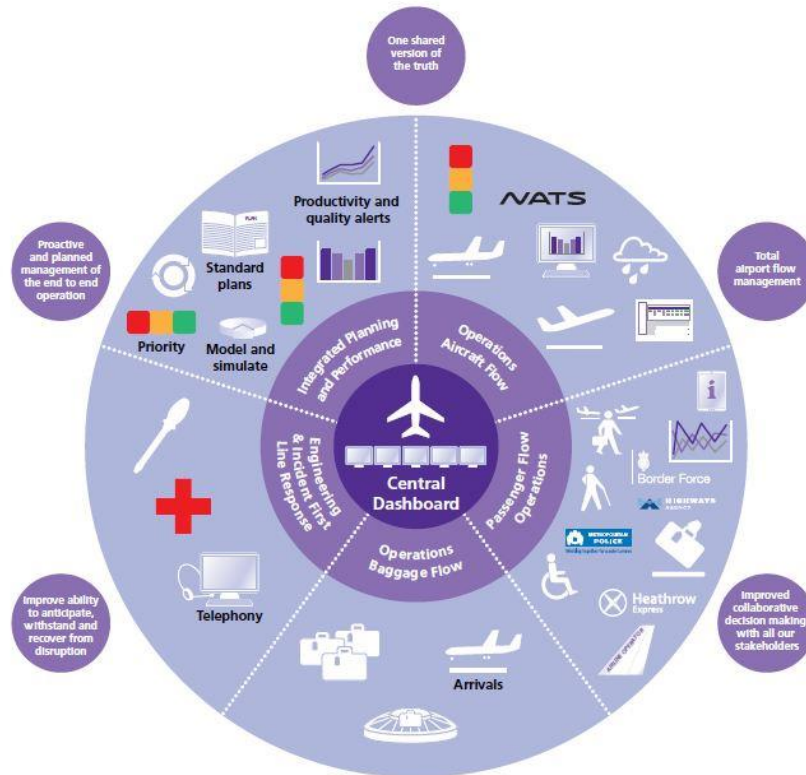 One shared
version of
the truth
Productivity and
quality alerts
PLAN
Standard
plans
Priority
Model and
simulate
NATS
Proactive
and planned
management of
the end to end
operation
Total
airport flow
management
Integrated Planning
and Performance
Operations
Aircraft Flow
Engineering
& Incident First
Line Response
Central
Dashboard
Passenger Flow
Operations
Operations
Baggage Flow
i
Border Force
HIGHWAYS
AGENCY
METROPOLITAN
POLICE
Heathrow
Express
AIRLINE OPERATOR
Telephony
Arrivals
Improve ability
to anticipate,
withstand and
recover from
disruption
Improved
collaborative
decision making
with all our
stakeholders